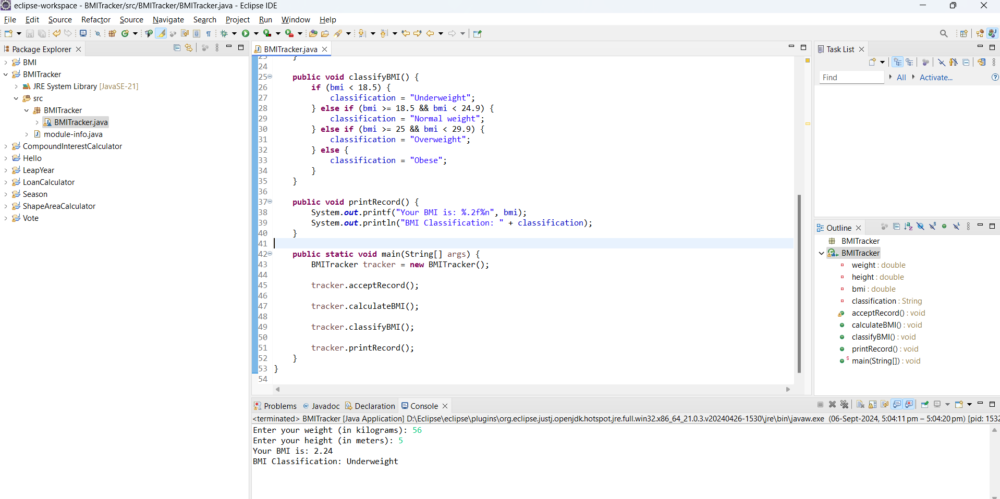 eclipse-workspace - BMITracker/src/BMITracker/BMITracker.java - Eclipse IDE
File Edit Source Refactor Source Navigate Search Project Run Window Help
Package Explorer
BMI
BMITracker
JRE System Library [JavaSE-21]
src
BMITracker
BMITracker.java
module-info.java
CompoundInterestCalculator
Hello
LeapYear
LoanCalculator
Season
ShapeAreaCalculator
Vote
BMITracker.java
23     }
24
25     public void classifyBMI() {
26         if (bmi < 18.5) {
27             classification = "Underweight";
28         } else if (bmi >= 18.5 && bmi < 24.9) {
29             classification = "Normal weight";
30         } else if (bmi >= 25 && bmi < 29.9) {
31             classification = "Overweight";
32         } else {
33             classification = "Obese";
34         }
35     }
36
37     public void printRecord() {
38         System.out.printf("Your BMI is: %.2f%n", bmi);
39         System.out.println("BMI Classification: " + classification);
40     }
41
42     public static void main(String[] args) {
43         BMITracker tracker = new BMITracker();
44
45         tracker.acceptRecord();
46
47         tracker.calculateBMI();
48
49         tracker.classifyBMI();
50
51         tracker.printRecord();
52     }
53 }
54
Task List
Find All Activate...
Outline
BMITracker
BMITracker
weight : double
height : double
bmi : double
classification : String
acceptRecord() : void
calculateBMI() : void
classifyBMI() : void
printRecord() : void
main(String[]) : void
Problems @ Javadoc Declaration Console
<terminated> BMITracker [Java Application] D:\Eclipse\eclipse\plugins\org.eclipse.justj.openjdk.hotspot.jre.full.win32.x86_64_21.0.3.v20240426-1530\jre\bin\javaw.exe (06-Sept-2024, 5:04:11 pm – 5:04:20 pm) [pid: 1532
Enter your weight (in kilograms): 56
Enter your height (in meters): 5
Your BMI is: 2.24
BMI Classification: Underweight